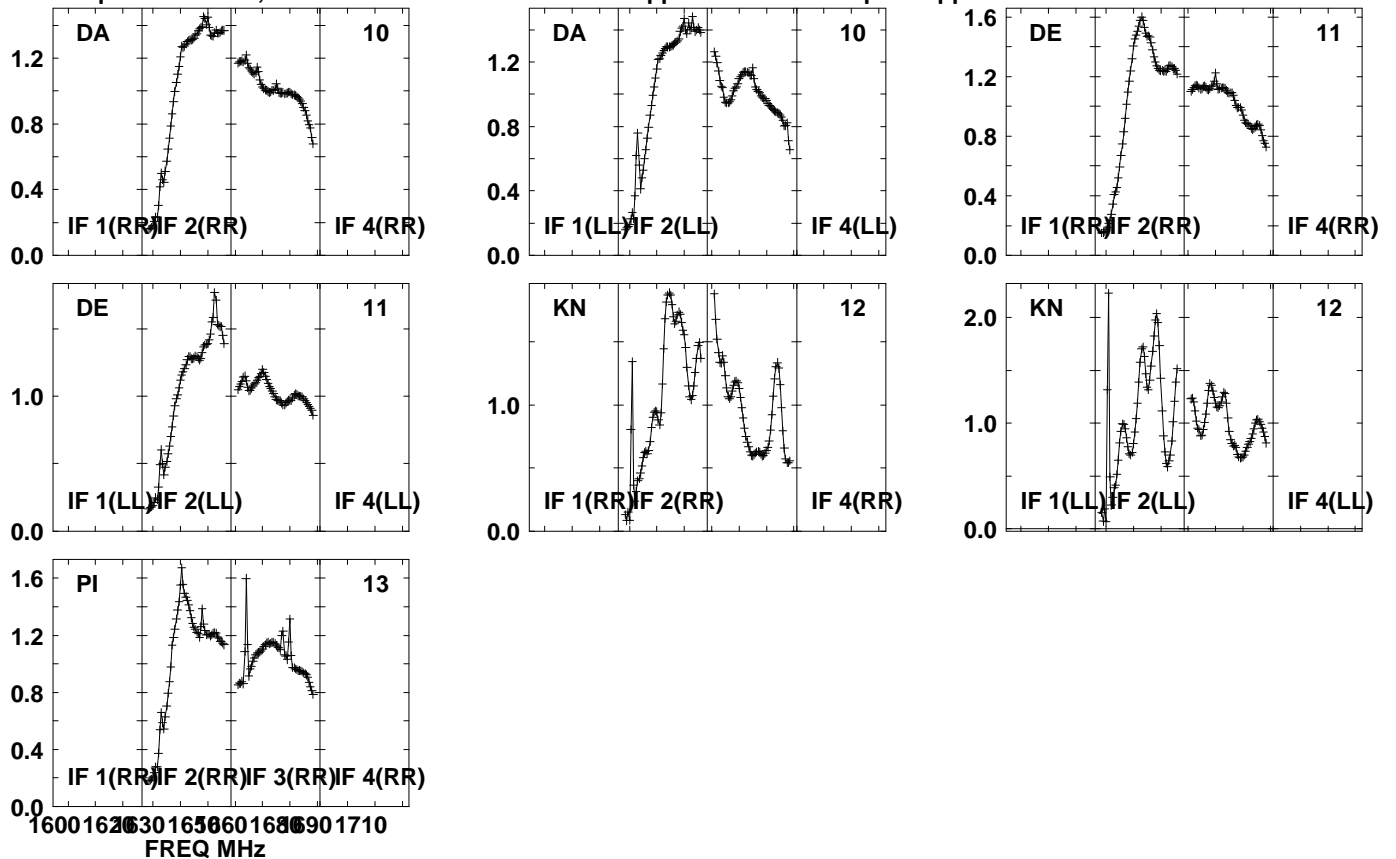 DA 10
1.2
0.8
0.4
0.0
IF 1(RR) IF 2(RR) IF 4(RR)
DA 10
1.2
0.8
0.4
0.0
IF 1(LL) IF 2(LL) IF 4(LL)
DE 11
1.6
1.2
0.8
0.4
0.0
IF 1(RR) IF 2(RR) IF 4(RR)
DE 11
1.0
0.0
IF 1(LL) IF 2(LL) IF 4(LL)
KN 12
1.0
0.0
IF 1(RR) IF 2(RR) IF 4(RR)
KN 12
2.0
1.0
0.0
IF 1(LL) IF 2(LL) IF 4(LL)
PI 13
1.6
1.2
0.8
0.4
0.0
IF 1(RR) IF 2(RR) IF 3(RR) IF 4(RR)
1600 1620 1630 1650 1660 1680 1690 1710
FREQ MHz